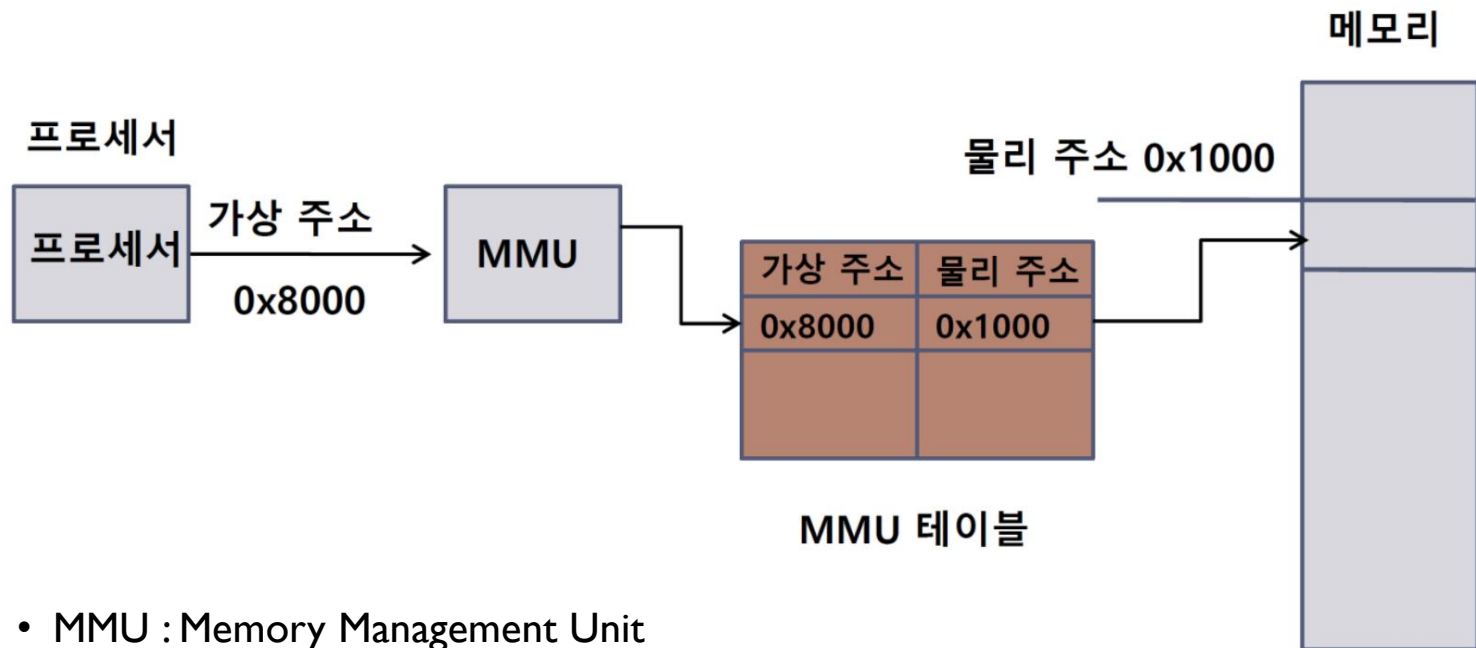 메모리
프로세서
물리 주소 0x1000
가상 주소
프로세서
MMU
0x8000
가상 주소 물리 주소
0x8000 0x1000
MMU 테이블
• MMU : Memory Management Unit